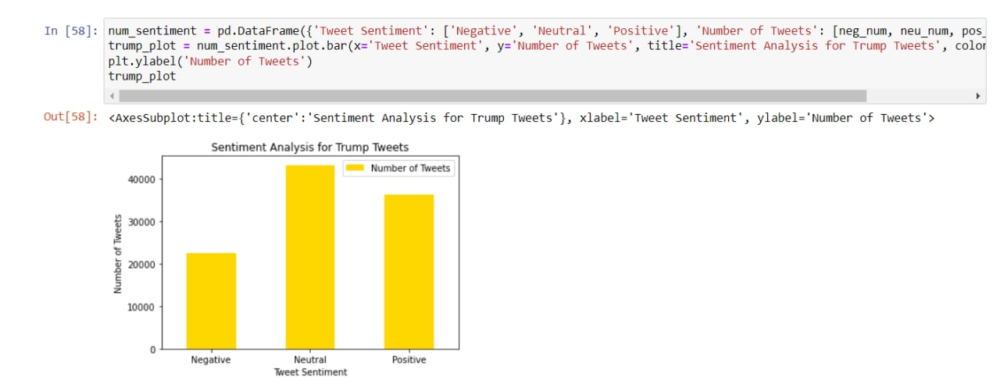 In [58]: num_sentiment = pd.DataFrame({'Tweet Sentiment': ['Negative', 'Neutral', 'Positive'], 'Number of Tweets': [neg_num, neu_num, pos_
trump_plot = num_sentiment.plot.bar(x='Tweet Sentiment', y='Number of Tweets', title='Sentiment Analysis for Trump Tweets', color
plt.ylabel('Number of Tweets')
trump_plot
Out[58]: <AxesSubplot:title={'center':'Sentiment Analysis for Trump Tweets'}, xlabel='Tweet Sentiment', ylabel='Number of Tweets'>
Sentiment Analysis for Trump Tweets
Number of Tweets
40000
30000
20000
10000
0
Number of Tweets
Negative Neutral Positive
Tweet Sentiment